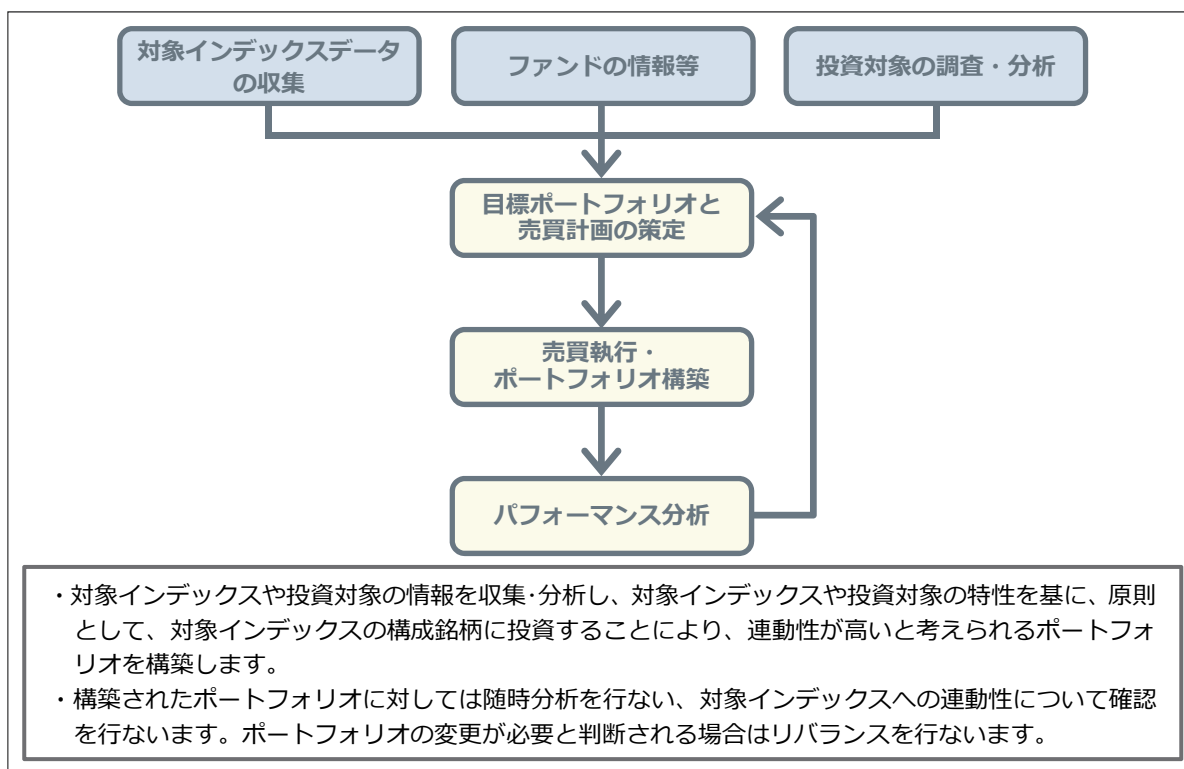 対象インデックスデータ
の収集
ファンドの情報等
投資対象の調査・分析
目標ポートフォリオと
売買計画の策定
売買執行・
ポートフォリオ構築
パフォーマンス分析
・対象インデックスや投資対象の情報を収集･分析し、対象インデックスや投資対象の特性を基に、原則
として、対象インデックスの構成銘柄に投資することにより、連動性が高いと考えられるポートフォ
リオを構築します。
・構築されたポートフォリオに対しては随時分析を行ない、対象インデックスへの連動性について確認
を行ないます。ポートフォリオの変更が必要と判断される場合はリバランスを行ないます。